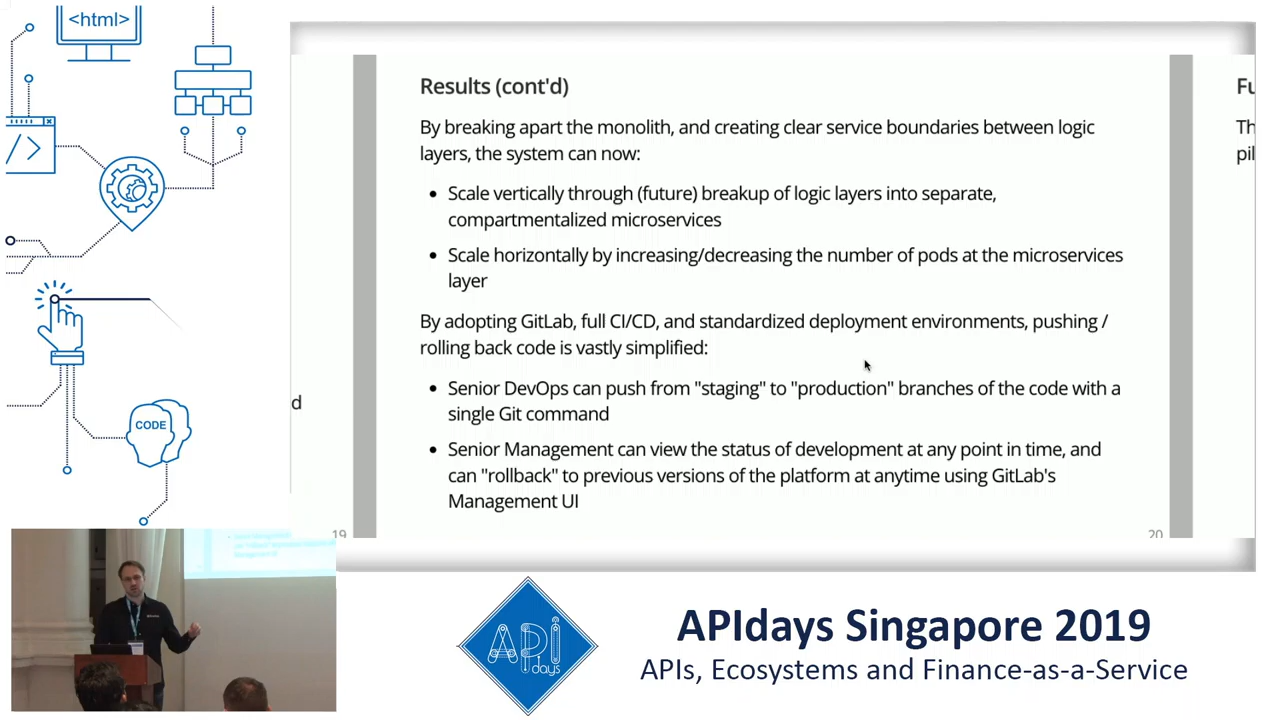 <html>
</>
CODE
Results (cont'd)
By breaking apart the monolith, and creating clear service boundaries between logic
layers, the system can now:
• Scale vertically through (future) breakup of logic layers into separate,
compartmentalized microservices
• Scale horizontally by increasing/decreasing the number of pods at the microservices
layer
By adopting GitLab, full CI/CD, and standardized deployment environments, pushing /
rolling back code is vastly simplified:
• Senior DevOps can push from "staging" to "production" branches of the code with a
single Git command
• Senior Management can view the status of development at any point in time, and
can "rollback" to previous versions of the platform at anytime using GitLab's
Management UI
d
19
20
Fu
Th
pil
API
days
APIdays Singapore 2019
APIs, Ecosystems and Finance-as-a-Service